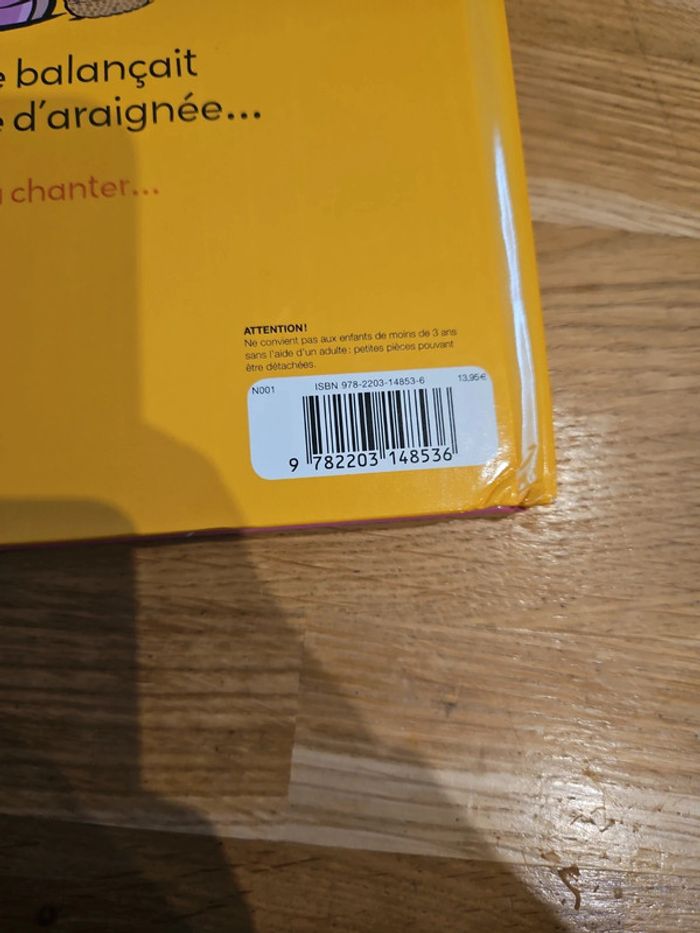 balançait
d'araignée...
chanter...
ATTENTION!
Ne convient pas aux enfants de moins de 3 ans
sans l'aide d'un adulte : petites pièces pouvant
être détachées.
N001 ISBN 978-2203-14853-6 13,95€
9 782203 148536